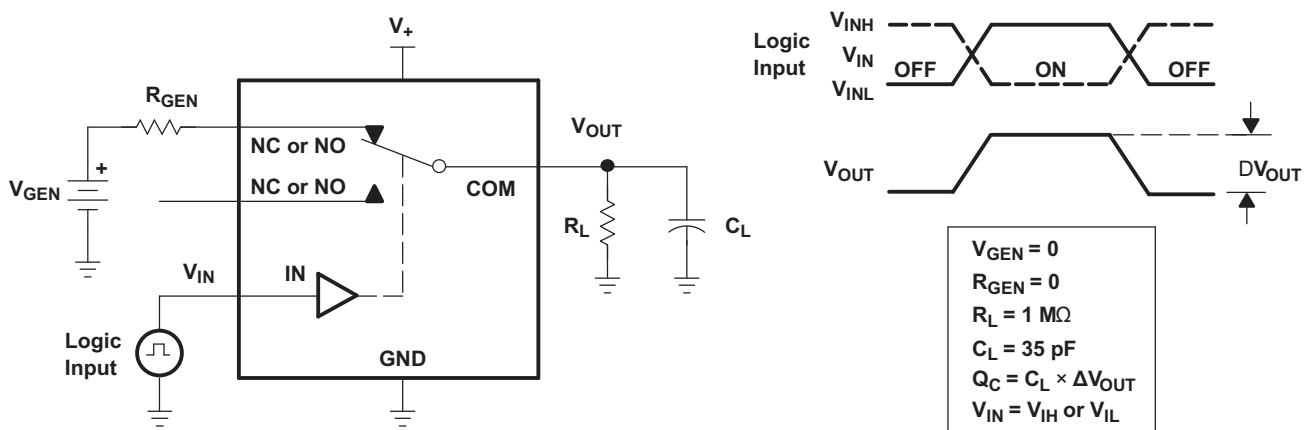 V+
RGEN
NC or NO
VOUT
NC or NO
COM
VGEN
+
RL
CL
VIN
IN
Logic
Input
GND
Logic
Input
VINH
VIN
VINL
OFF
ON
OFF
VOUT
DVOUT
VGEN = 0
RGEN = 0
RL = 1 MΩ
CL = 35 pF
QC = CL × ΔVOUT
VIN = VIH or VIL